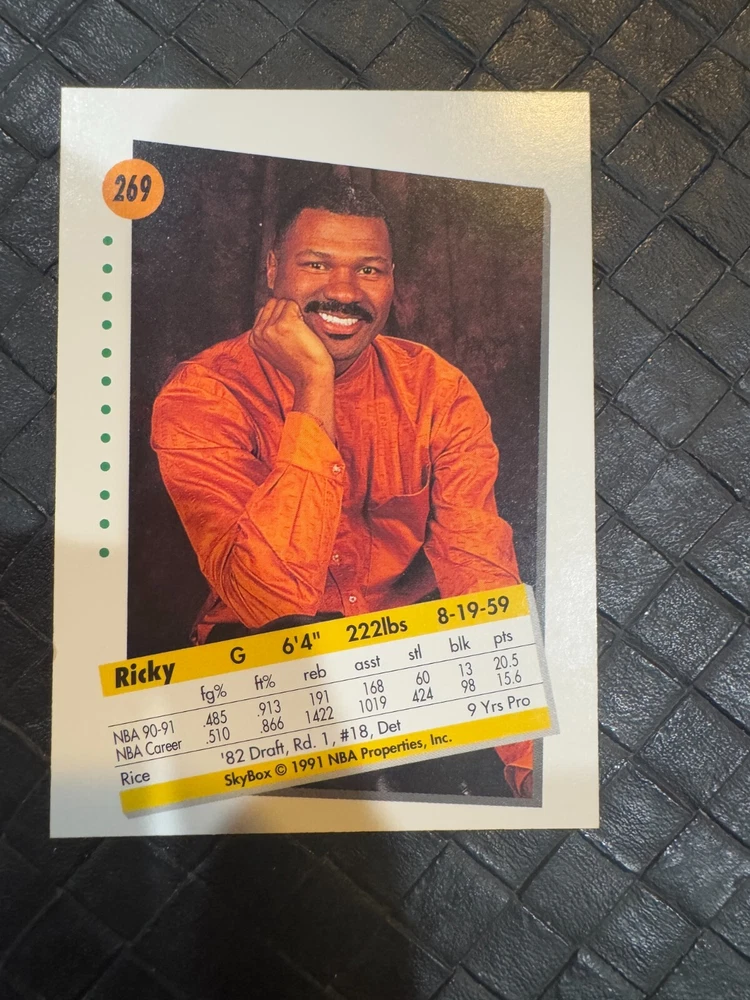 269
Ricky G 6'4" 222lbs 8-19-59
fg% ft% reb asst stl blk pts
NBA 90-91 .485 .913 191 168 60 13 20.5
NBA Career .510 .866 1422 1019 424 98 15.6
Rice '82 Draft, Rd. 1, #18, Det 9 Yrs Pro
SkyBox © 1991 NBA Properties, Inc.